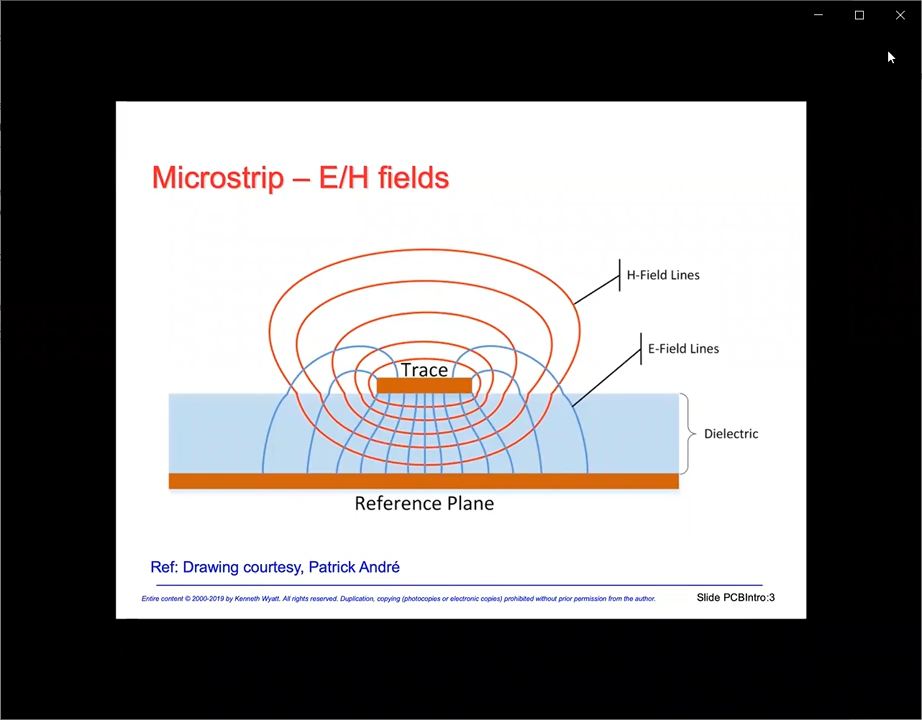 Microstrip – E/H fields
H-Field Lines
E-Field Lines
Trace
Dielectric
Reference Plane
Ref: Drawing courtesy, Patrick André
Entire content © 2000-2019 by Kenneth Wyatt. All rights reserved. Duplication, copying (photocopies or electronic copies) prohibited without prior permission from the author.
Slide PCBIntro:3